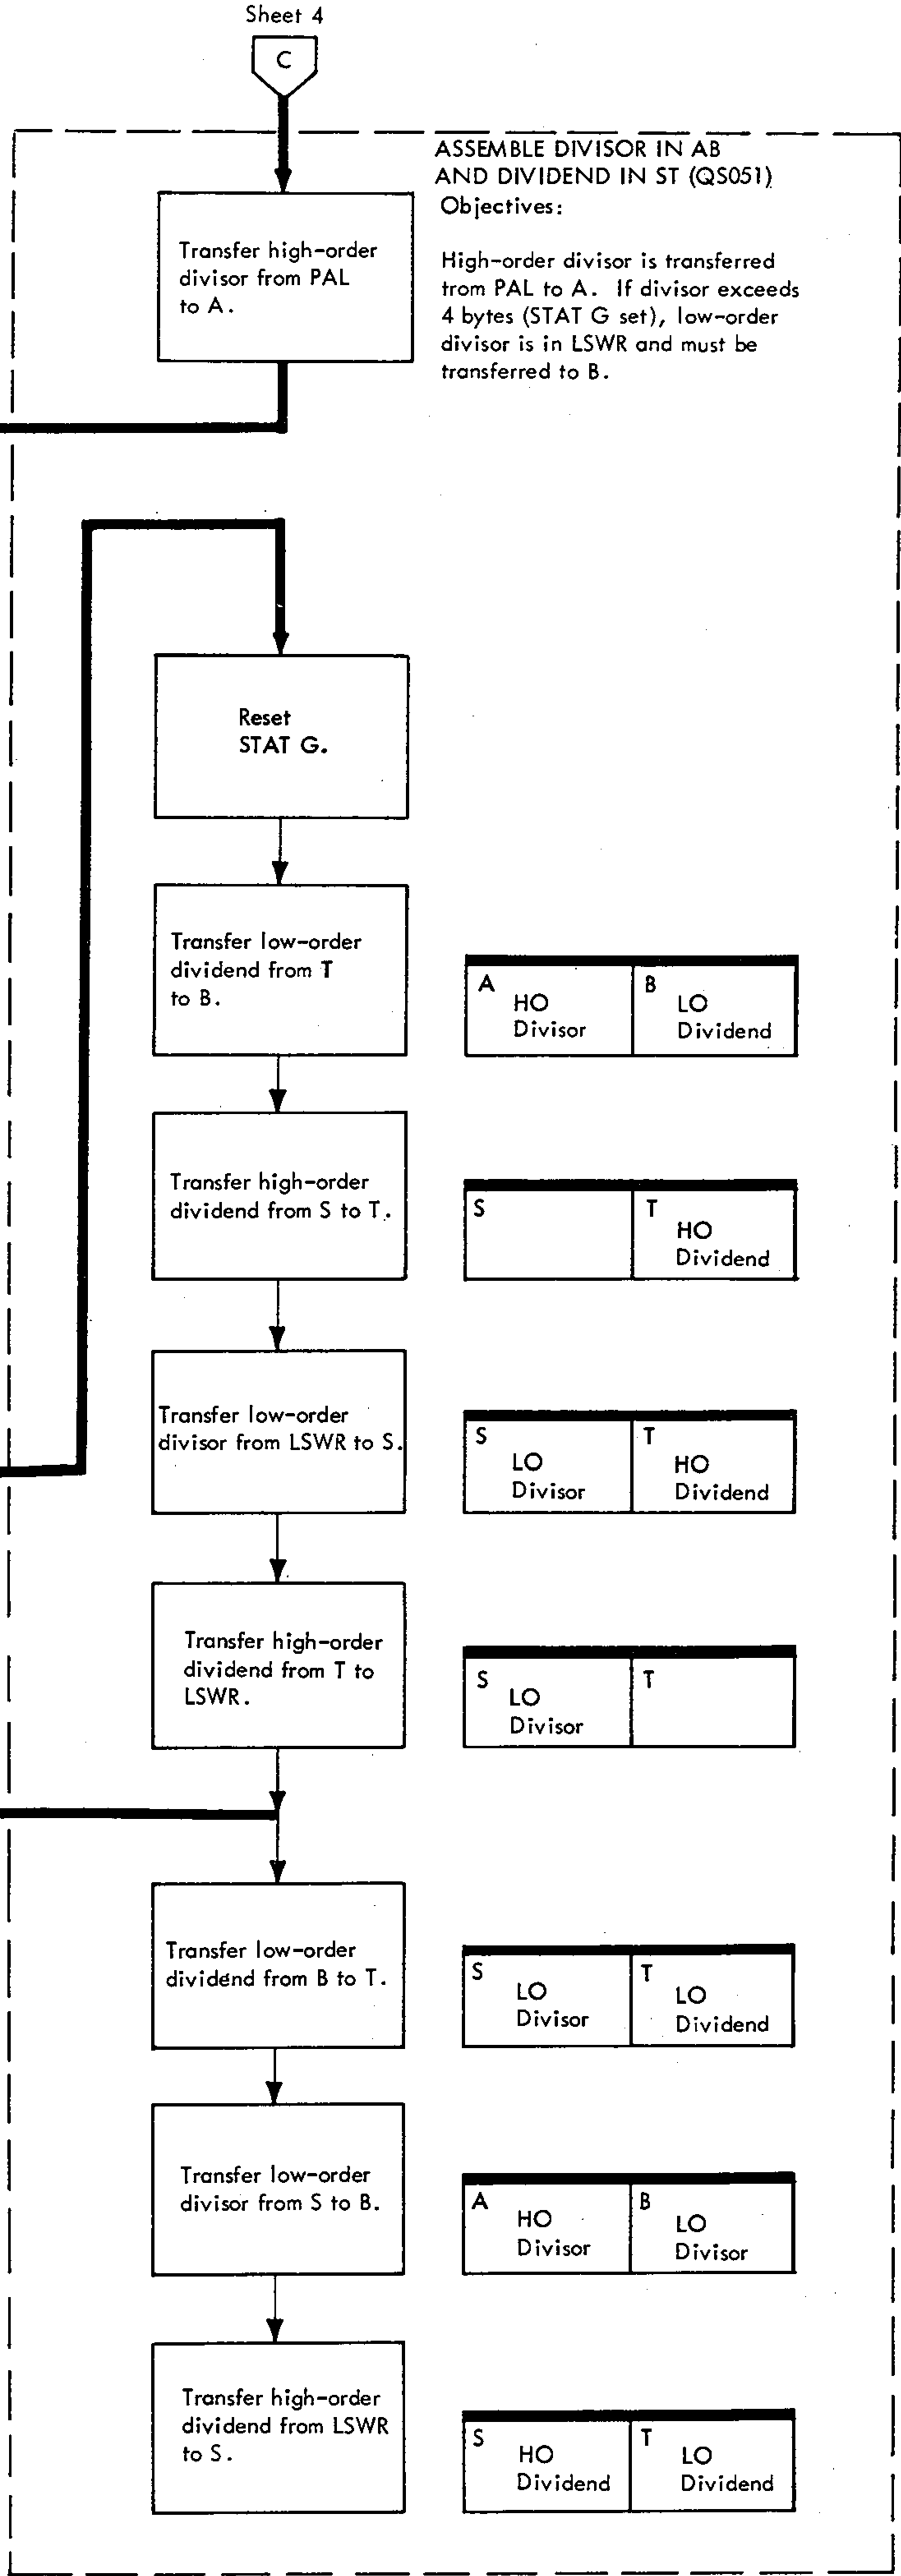 Sheet 4
C
ASSEMBLE DIVISOR IN AB
AND DIVIDEND IN ST (QS051)
Objectives:
Transfer high-order
divisor from PAL
to A.
High-order divisor is transferred
trom PAL to A. If divisor exceeds
4 bytes (STAT G set), low-order
divisor is in LSWR and must be
transferred to B.
Reset
STAT G.
Transfer low-order
dividend from T
to B.
A
HO
Divisor
B
LO
Dividend
Transfer high-order
dividend from S to T.
S
T
HO
Dividend
Transfer low-order
divisor from LSWR to S.
S
LO
Divisor
T
HO
Dividend
Transfer high-order
dividend from T to
LSWR.
S
LO
Divisor
T
Transfer low-order
dividend from B to T.
S
LO
Divisor
T
LO
Dividend
Transfer low-order
divisor from S to B.
A
HO
Divisor
B
LO
Divisor
Transfer high-order
dividend from LSWR
to S.
S
HO
Dividend
T
LO
Dividend